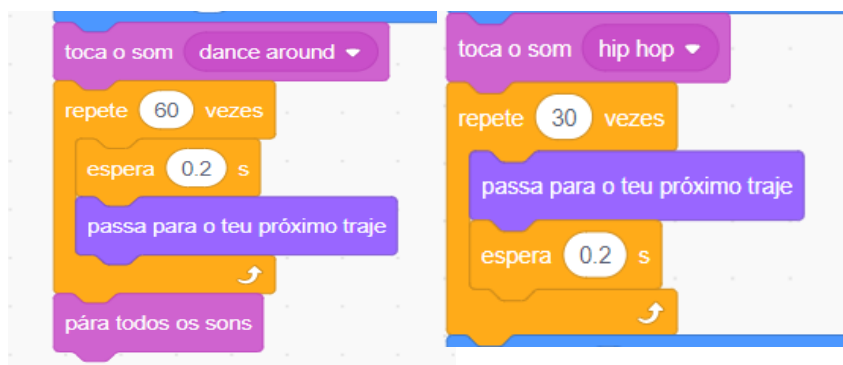 toca o som dance around
repete 60 vezes
espera 0.2 s
passa para o teu próximo traje
pára todos os sons
toca o som hip hop
repete 30 vezes
passa para o teu próximo traje
espera 0.2 s